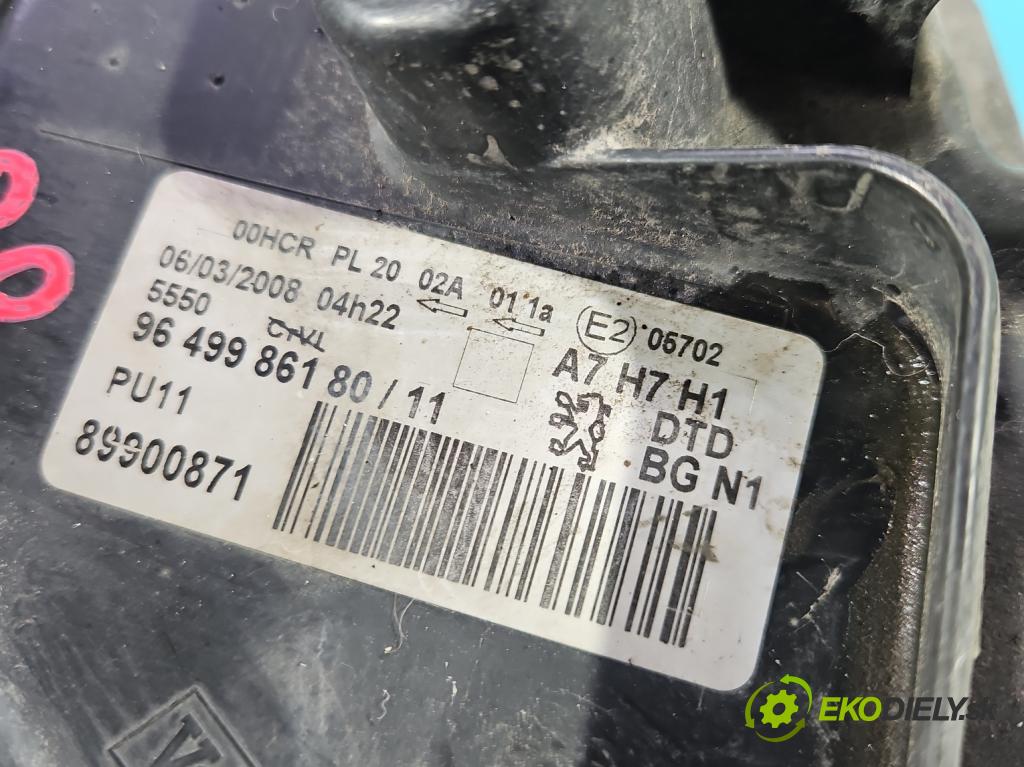 00HCR PL 20 02A 01 1a E2 05702
06/03/2008 04h22
5550
96 499 861 80 / 11
PU11
89900871
A7 H7 H1
DTD
BG N1
EKODIELY.SK